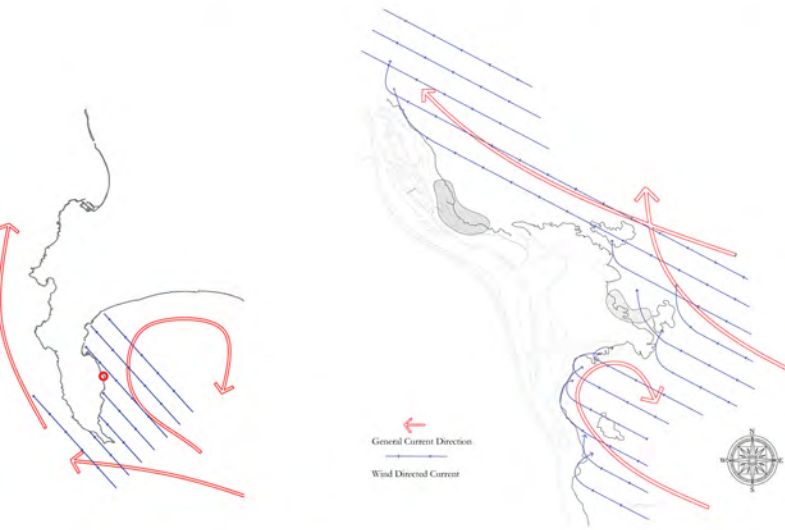 General Current Direction
Wind Directed Current
N
W
E
S